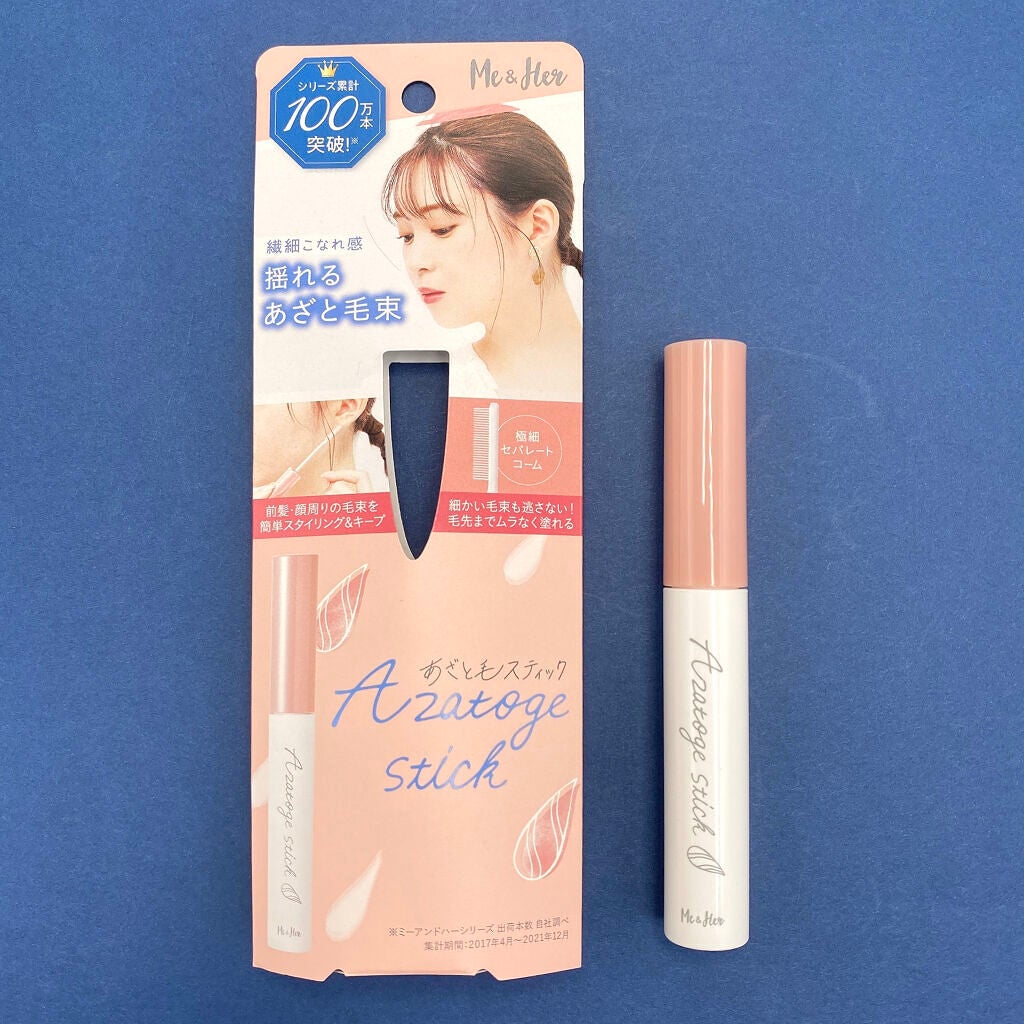 シリーズ累計
100万本
突破!※
Me & Her
繊細こなれ感
揺れる
あざと毛束
極細
セパレート
コーム
前髪・顔周りの毛束を
簡単スタイリング&キープ
細かい毛束も逃さない!
毛先までムラなく塗れる
あざと毛スティック
Azatoge
stick
Azatoge stick
Me & Her
※ミーアンドハーシリーズ 出荷本数 自社調べ
集計期間:2017年4月〜2021年12月
Azatoge stick
Me & Her